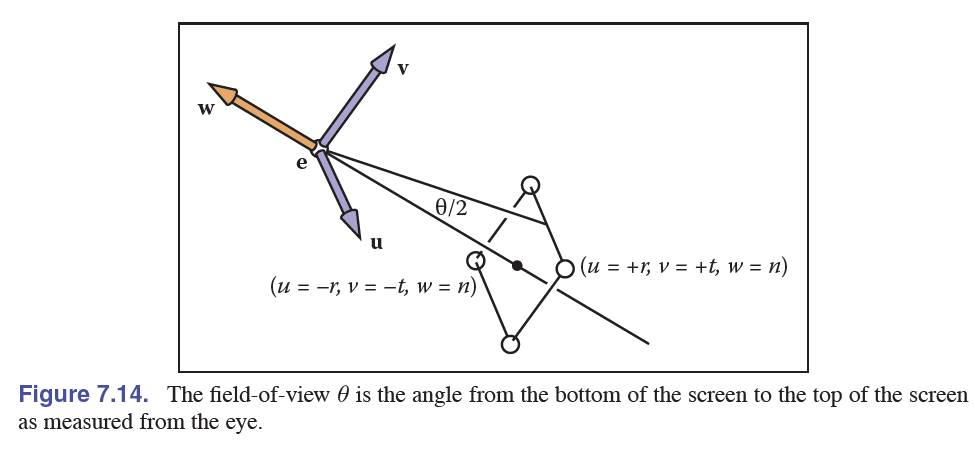 v
w
e
θ/2
u
(u = +r, v = +t, w = n)
(u = –r, v = –t, w = n)
Figure 7.14. The field-of-view θ is the angle from the bottom of the screen to the top of the screen
as measured from the eye.